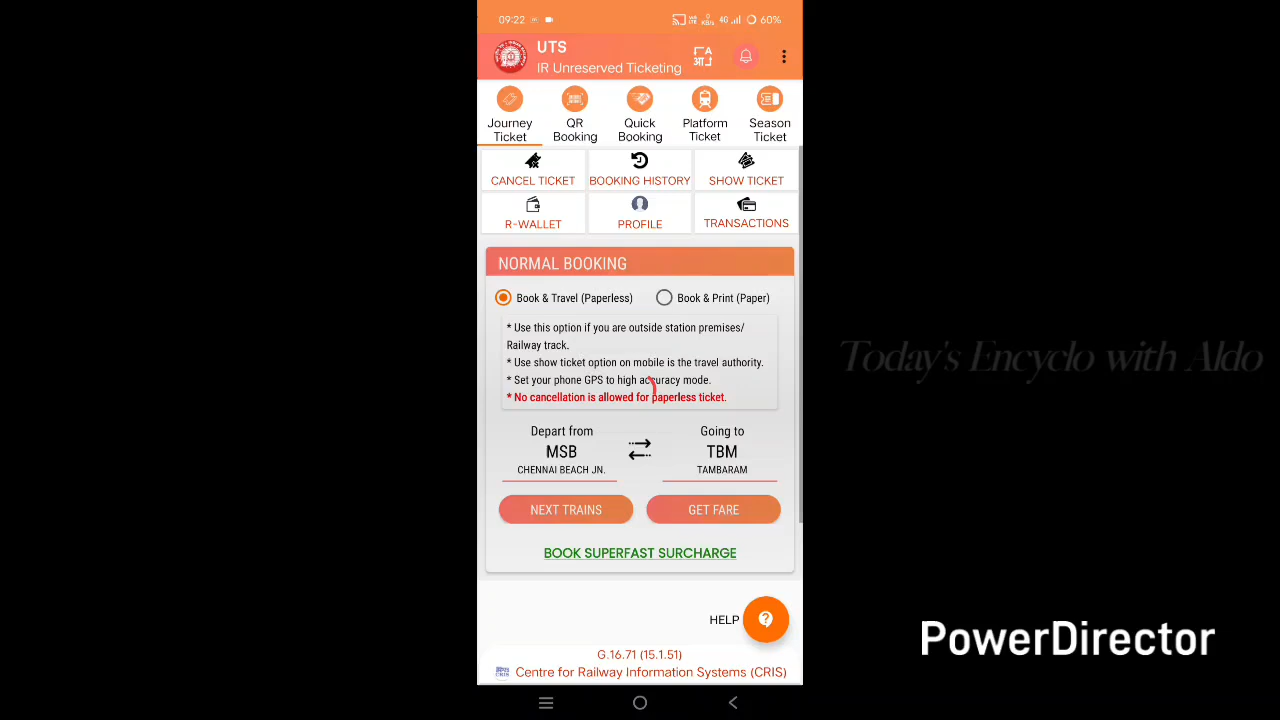 09:22
4G 60%
UTS
IR Unreserved Ticketing
Journey Ticket
QR Booking
Quick Booking
Platform Ticket
Season Ticket
CANCEL TICKET
BOOKING HISTORY
SHOW TICKET
R-WALLET
PROFILE
TRANSACTIONS
NORMAL BOOKING
Book & Travel (Paperless)
Book & Print (Paper)
* Use this option if you are outside station premises/
Railway track.
* Use show ticket option on mobile is the travel authority.
* Set your phone GPS to high accuracy mode.
* No cancellation is allowed for paperless ticket.
Depart from
MSB
CHENNAI BEACH JN.
Going to
TBM
TAMBARAM
NEXT TRAINS
GET FARE
BOOK SUPERFAST SURCHARGE
HELP
G.16.71 (15.1.51)
CRIS
Centre for Railway Information Systems (CRIS)
Today's Encyclo with Aldo
PowerDirector